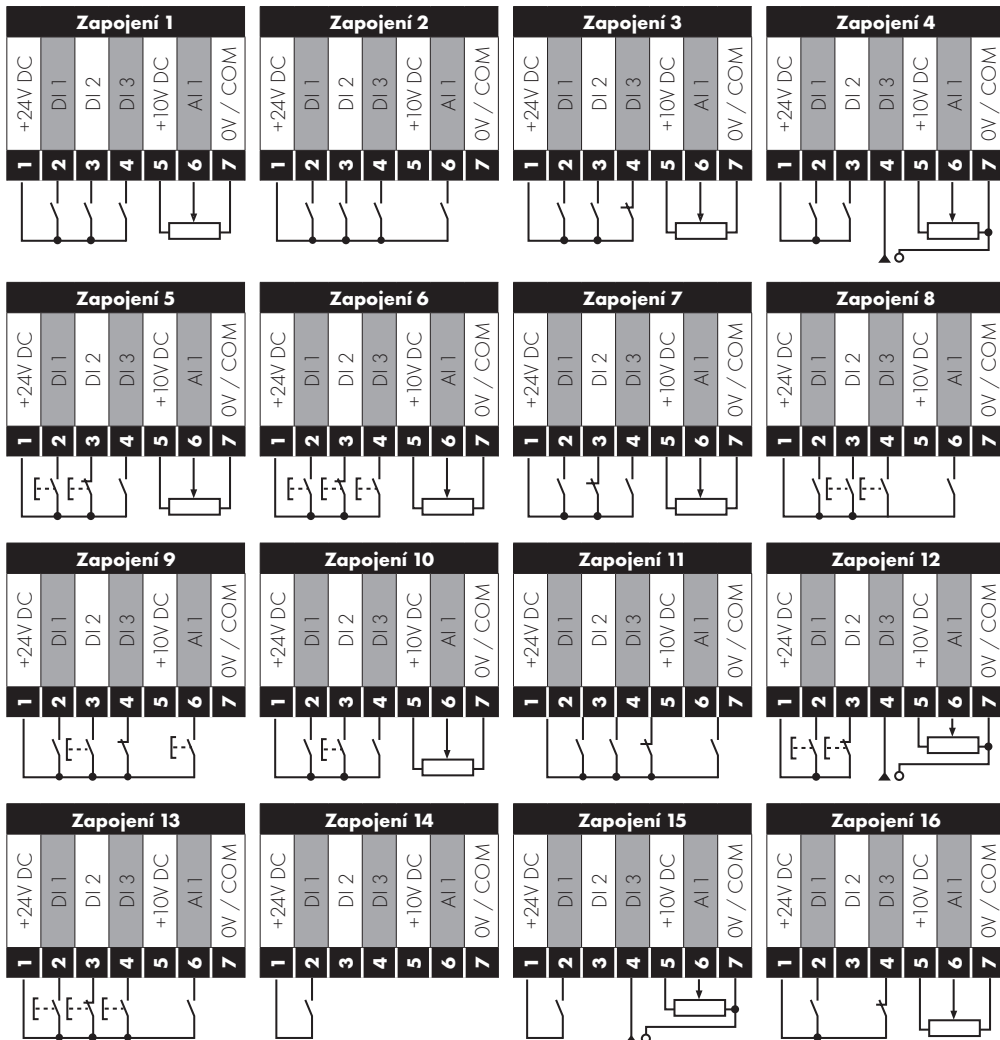 Zapojení 1
+24V DC
DI 1
DI 2
DI 3
+10V DC
AI 1
0V / COM
1 2 3 4 5 6 7
Zapojení 2
+24V DC
DI 1
DI 2
DI 3
+10V DC
AI 1
0V / COM
1 2 3 4 5 6 7
Zapojení 3
+24V DC
DI 1
DI 2
DI 3
+10V DC
AI 1
0V / COM
1 2 3 4 5 6 7
Zapojení 4
+24V DC
DI 1
DI 2
DI 3
+10V DC
AI 1
0V / COM
1 2 3 4 5 6 7
Zapojení 5
+24V DC
DI 1
DI 2
DI 3
+10V DC
AI 1
0V / COM
1 2 3 4 5 6 7
Zapojení 6
+24V DC
DI 1
DI 2
DI 3
+10V DC
AI 1
0V / COM
1 2 3 4 5 6 7
Zapojení 7
+24V DC
DI 1
DI 2
DI 3
+10V DC
AI 1
0V / COM
1 2 3 4 5 6 7
Zapojení 8
+24V DC
DI 1
DI 2
DI 3
+10V DC
AI 1
0V / COM
1 2 3 4 5 6 7
Zapojení 9
+24V DC
DI 1
DI 2
DI 3
+10V DC
AI 1
0V / COM
1 2 3 4 5 6 7
Zapojení 10
+24V DC
DI 1
DI 2
DI 3
+10V DC
AI 1
0V / COM
1 2 3 4 5 6 7
Zapojení 11
+24V DC
DI 1
DI 2
DI 3
+10V DC
AI 1
0V / COM
1 2 3 4 5 6 7
Zapojení 12
+24V DC
DI 1
DI 2
DI 3
+10V DC
AI 1
0V / COM
1 2 3 4 5 6 7
Zapojení 13
+24V DC
DI 1
DI 2
DI 3
+10V DC
AI 1
0V / COM
1 2 3 4 5 6 7
Zapojení 14
+24V DC
DI 1
DI 2
DI 3
+10V DC
AI 1
0V / COM
1 2 3 4 5 6 7
Zapojení 15
+24V DC
DI 1
DI 2
DI 3
+10V DC
AI 1
0V / COM
1 2 3 4 5 6 7
Zapojení 16
+24V DC
DI 1
DI 2
DI 3
+10V DC
AI 1
0V / COM
1 2 3 4 5 6 7